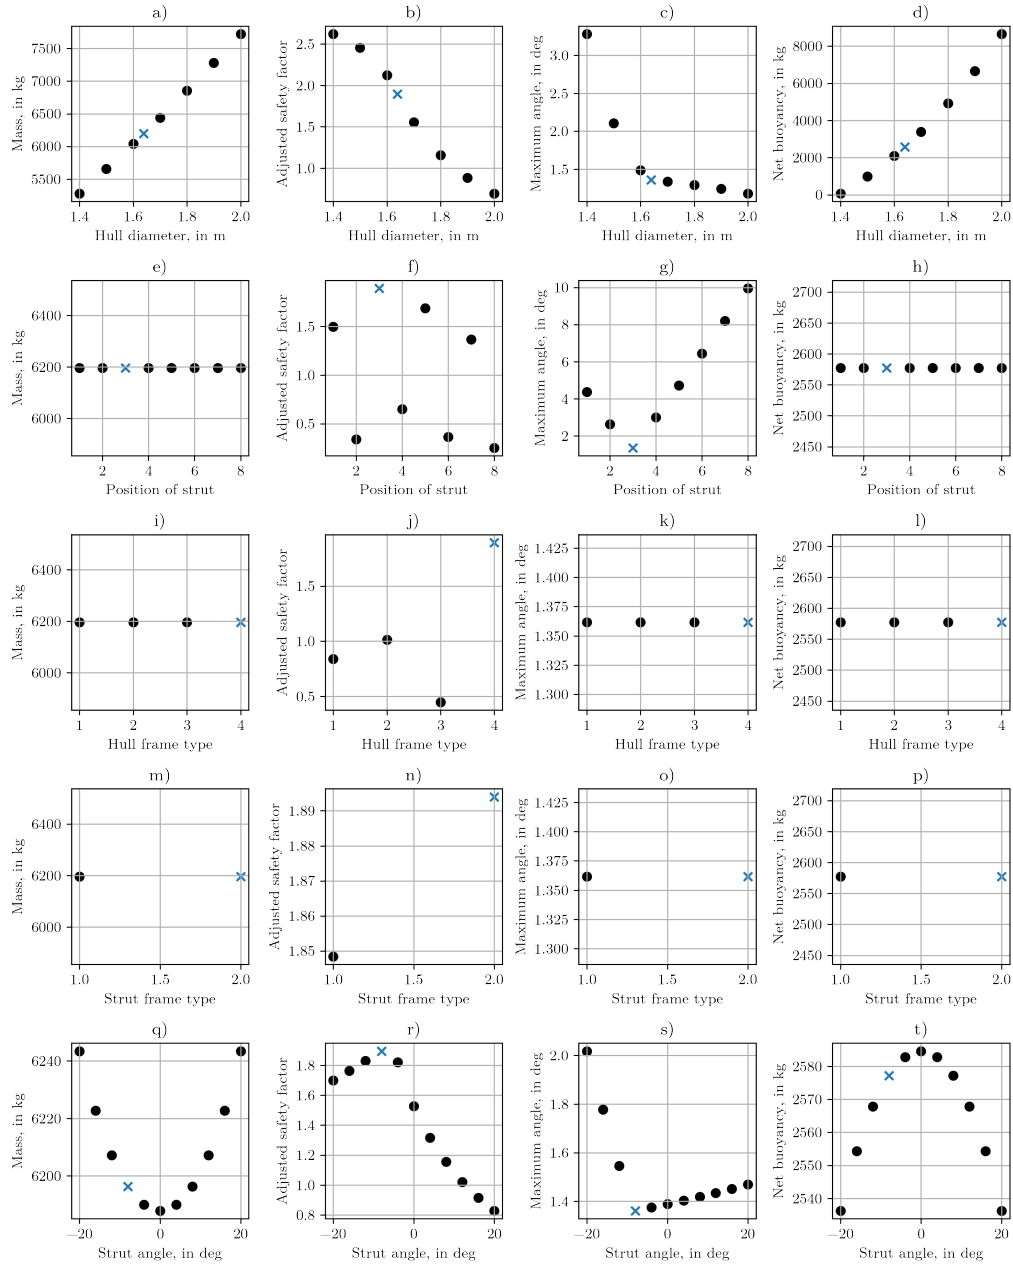 a) b) c) d)
Mass, in kg
7500
7000
6500
6000
5500
1.4 1.6 1.8 2.0
Hull diameter, in m
Adjusted safety factor
2.5
2.0
1.5
1.0
1.4 1.6 1.8 2.0
Hull diameter, in m
Maximum angle, in deg
3.0
2.5
2.0
1.5
1.4 1.6 1.8 2.0
Hull diameter, in m
Net buoyancy, in kg
8000
6000
4000
2000
0
1.4 1.6 1.8 2.0
Hull diameter, in m
e) f) g) h)
Mass, in kg
6400
6200
6000
2 4 6 8
Position of strut
Adjusted safety factor
1.5
1.0
0.5
2 4 6 8
Position of strut
Maximum angle, in deg
10
8
6
4
2
2 4 6 8
Position of strut
Net buoyancy, in kg
2700
2650
2600
2550
2500
2450
2 4 6 8
Position of strut
i) j) k) l)
Mass, in kg
6400
6200
6000
1 2 3 4
Hull frame type
Adjusted safety factor
1.5
1.0
0.5
1 2 3 4
Hull frame type
Maximum angle, in deg
1.425
1.400
1.375
1.350
1.325
1.300
1 2 3 4
Hull frame type
Net buoyancy, in kg
2700
2650
2600
2550
2500
2450
1 2 3 4
Hull frame type
m) n) o) p)
Mass, in kg
6400
6200
6000
1.0 1.5 2.0
Strut frame type
Adjusted safety factor
1.89
1.88
1.87
1.86
1.85
1.0 1.5 2.0
Strut frame type
Maximum angle, in deg
1.425
1.400
1.375
1.350
1.325
1.300
1.0 1.5 2.0
Strut frame type
Net buoyancy, in kg
2700
2650
2600
2550
2500
2450
1.0 1.5 2.0
Strut frame type
q) r) s) t)
Mass, in kg
6240
6220
6200
−20 0 20
Strut angle, in deg
Adjusted safety factor
1.8
1.6
1.4
1.2
1.0
0.8
−20 0 20
Strut angle, in deg
Maximum angle, in deg
2.0
1.8
1.6
1.4
−20 0 20
Strut angle, in deg
Net buoyancy, in kg
2580
2570
2560
2550
2540
−20 0 20
Strut angle, in deg